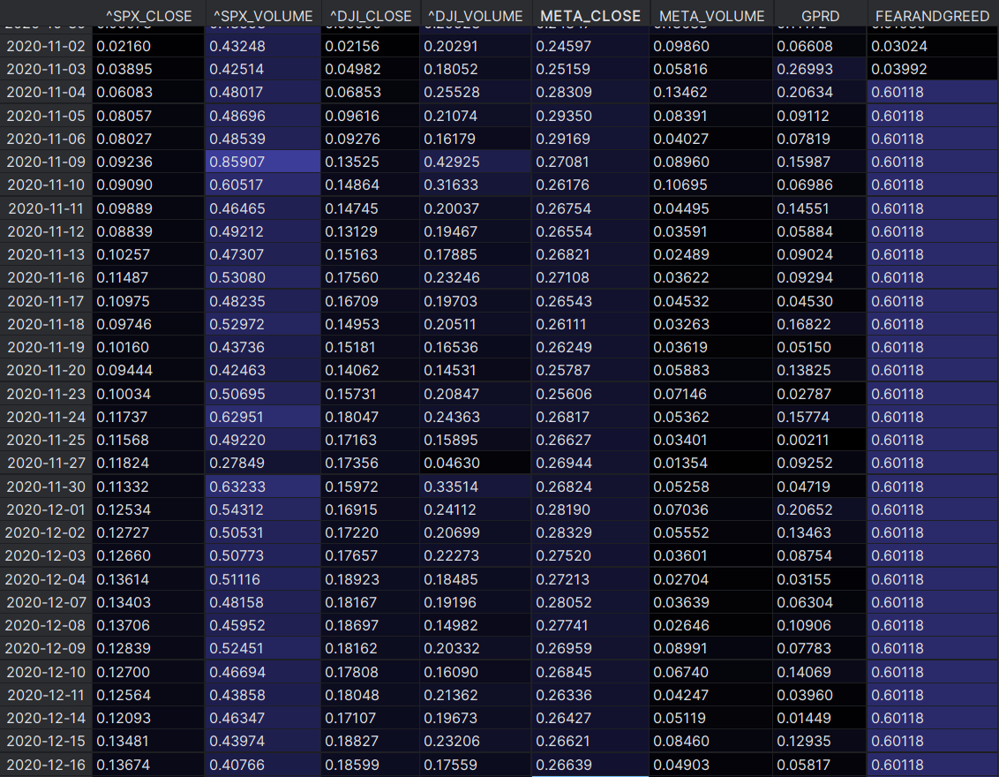 ^SPX_CLOSE ^SPX_VOLUME ^DJI_CLOSE ^DJI_VOLUME META_CLOSE META_VOLUME GPRD FEARANDGREED
2020-11-02 0.02160 0.43248 0.02156 0.20291 0.24597 0.09860 0.06608 0.03024
2020-11-03 0.03895 0.42514 0.04982 0.18052 0.25159 0.05816 0.26993 0.03992
2020-11-04 0.06083 0.48017 0.06853 0.25528 0.28309 0.13462 0.20634 0.60118
2020-11-05 0.08057 0.48696 0.09616 0.21074 0.29350 0.08391 0.09112 0.60118
2020-11-06 0.08027 0.48539 0.09276 0.16179 0.29169 0.04027 0.07819 0.60118
2020-11-09 0.09236 0.85907 0.13525 0.42925 0.27081 0.08960 0.15987 0.60118
2020-11-10 0.09090 0.60517 0.14864 0.31633 0.26176 0.10695 0.06986 0.60118
2020-11-11 0.09889 0.46465 0.14745 0.20037 0.26754 0.04495 0.14551 0.60118
2020-11-12 0.08839 0.49212 0.13129 0.19467 0.26554 0.03591 0.05884 0.60118
2020-11-13 0.10257 0.47307 0.15163 0.17885 0.26821 0.02489 0.09024 0.60118
2020-11-16 0.11487 0.53080 0.17560 0.23246 0.27108 0.03622 0.09294 0.60118
2020-11-17 0.10975 0.48235 0.16709 0.19703 0.26543 0.04532 0.04530 0.60118
2020-11-18 0.09746 0.52972 0.14953 0.20511 0.26111 0.03263 0.16822 0.60118
2020-11-19 0.10160 0.43736 0.15181 0.16536 0.26249 0.03619 0.05150 0.60118
2020-11-20 0.09444 0.42463 0.14062 0.14531 0.25787 0.05883 0.13825 0.60118
2020-11-23 0.10034 0.50695 0.15731 0.20847 0.25606 0.07146 0.02787 0.60118
2020-11-24 0.11737 0.62951 0.18047 0.24363 0.26817 0.05362 0.15774 0.60118
2020-11-25 0.11568 0.49220 0.17163 0.15895 0.26627 0.03401 0.00211 0.60118
2020-11-27 0.11824 0.27849 0.17356 0.04630 0.26944 0.01354 0.09252 0.60118
2020-11-30 0.11332 0.63233 0.15972 0.33514 0.26824 0.05258 0.04719 0.60118
2020-12-01 0.12534 0.54312 0.16915 0.24112 0.28190 0.07036 0.20652 0.60118
2020-12-02 0.12727 0.50531 0.17220 0.20699 0.28329 0.05552 0.13463 0.60118
2020-12-03 0.12660 0.50773 0.17657 0.22273 0.27520 0.03601 0.08754 0.60118
2020-12-04 0.13614 0.51116 0.18923 0.18485 0.27213 0.02704 0.03155 0.60118
2020-12-07 0.13403 0.48158 0.18167 0.19196 0.28052 0.03639 0.06304 0.60118
2020-12-08 0.13706 0.45952 0.18697 0.14982 0.27741 0.02646 0.10906 0.60118
2020-12-09 0.12839 0.52451 0.18162 0.20332 0.26959 0.08991 0.07783 0.60118
2020-12-10 0.12700 0.46694 0.17808 0.16090 0.26845 0.06740 0.14069 0.60118
2020-12-11 0.12564 0.43858 0.18048 0.21362 0.26336 0.04247 0.03960 0.60118
2020-12-14 0.12093 0.46347 0.17107 0.19673 0.26427 0.05119 0.01449 0.60118
2020-12-15 0.13481 0.43974 0.18827 0.23206 0.26621 0.08460 0.12935 0.60118
2020-12-16 0.13674 0.40766 0.18599 0.17559 0.26639 0.04903 0.05817 0.60118